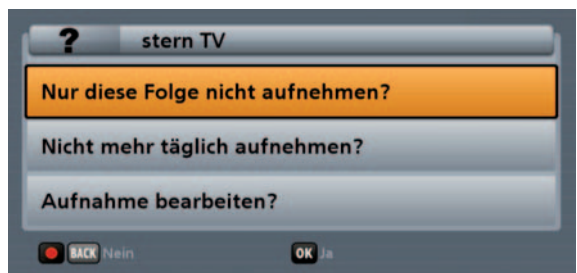 ? stern TV
Nur diese Folge nicht aufnehmen?
Nicht mehr täglich aufnehmen?
Aufnahme bearbeiten?
BACK Nein OK Ja